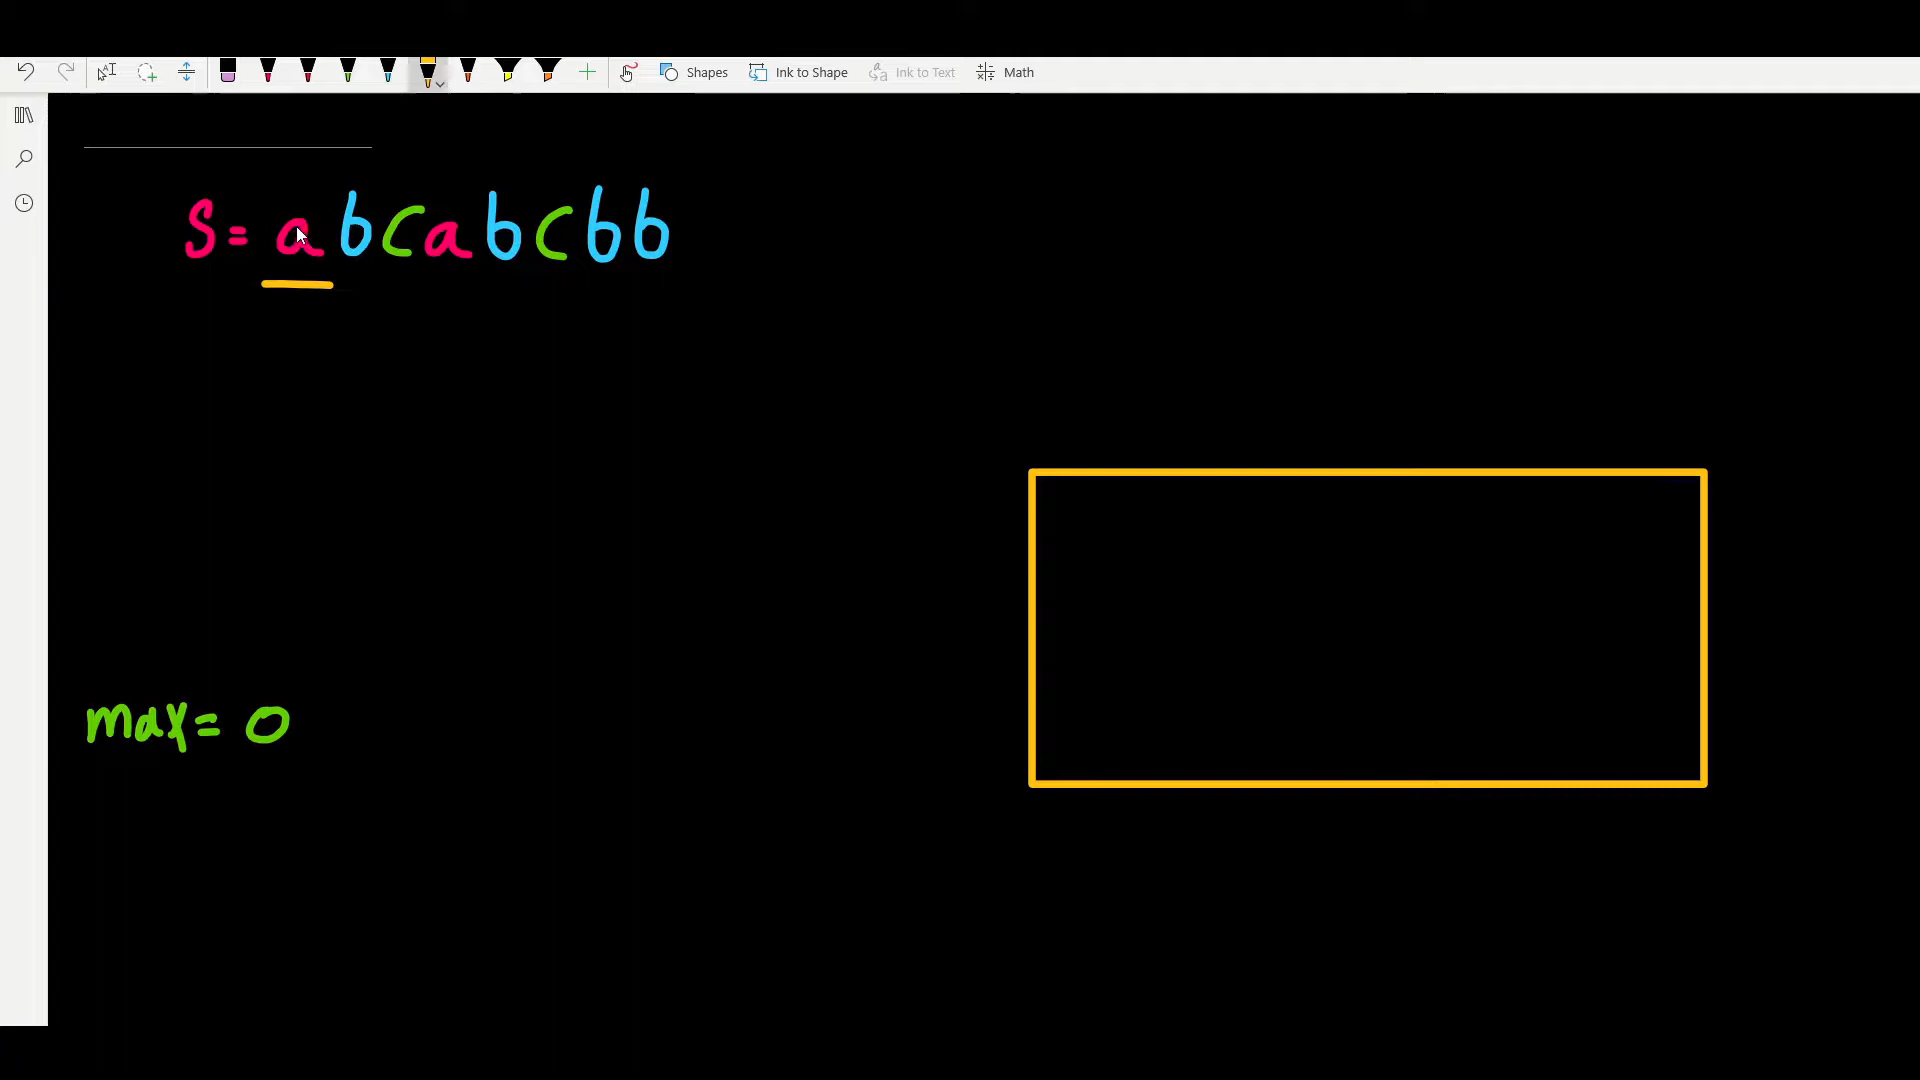 Shapes Ink to Shape Ink to Text Math
S= abcabcbb
max= 0